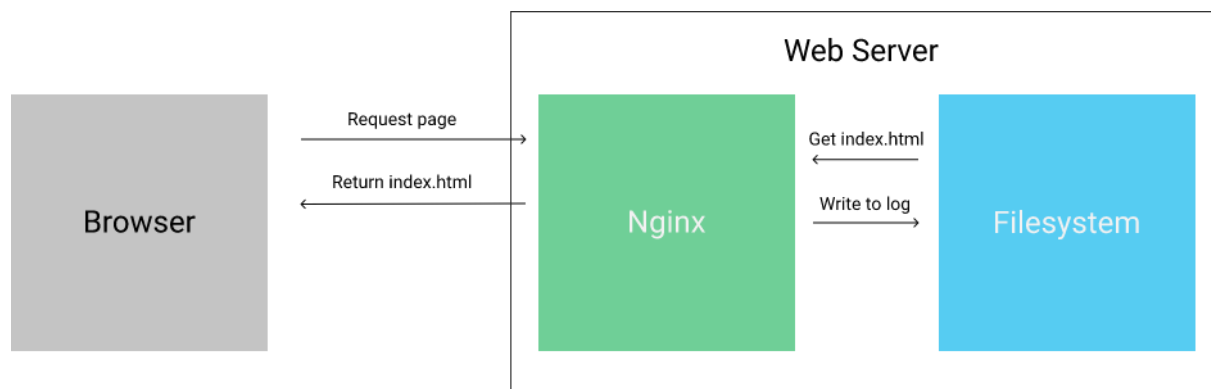 Web Server
Request page
Get index.html
Return index.html
Write to log
Browser
Nginx
Filesystem